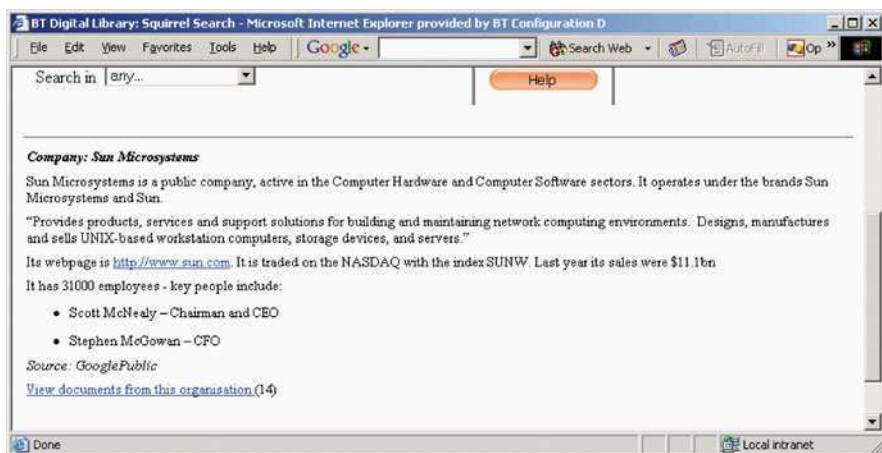 BT Digital Library: Squirrel Search - Microsoft Internet Explorer provided by BT Configuration D
File Edit View Favorites Tools Help Google Search Web AutoFill Op »
Search in any...
Help
Company: Sun Microsystems
Sun Microsystems is a public company, active in the Computer Hardware and Computer Software sectors. It operates under the brands Sun
Microsystems and Sun.
“Provides products, services and support solutions for building and maintaining network computing environments. Designs, manufactures
and sells UNIX-based workstation computers, storage devices, and servers.”
Its webpage is http://www.sun.com. It is traded on the NASDAQ with the index SUNW. Last year its sales were $11.1bn
It has 31000 employees - key people include:
• Scott McNealy – Chairman and CEO
• Stephen McGowan – CFO
Source: GooglePublic
View documents from this organisation (14)
Done
Local intranet